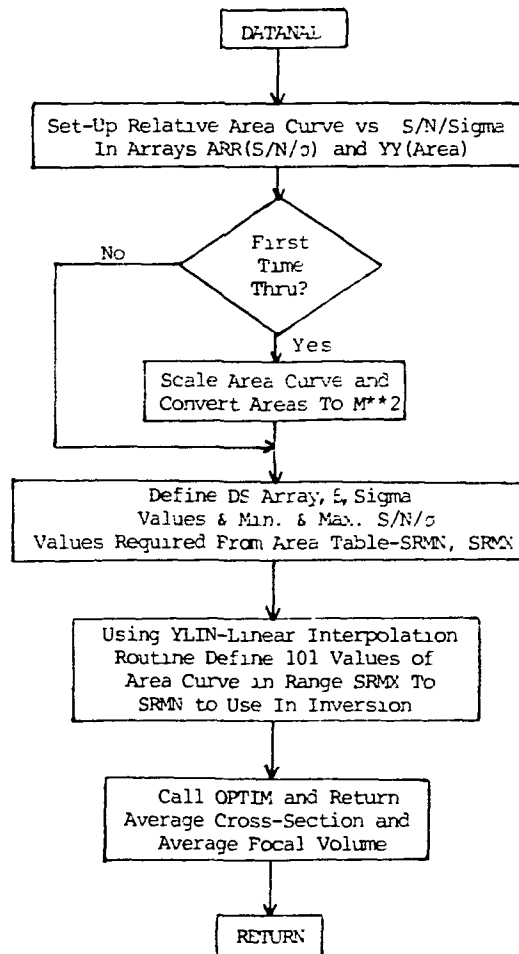 DATANAL
Set-Up Relative Area Curve vs S/N/Sigma
In Arrays ARR(S/N/σ) and YY(Area)
First
Time
Thru?
No
Yes
Scale Area Curve and
Convert Areas To M**2
Define DS Array, Sigma
Values & Min. & Max. S/N/σ
Values Required From Area Table-SRMN, SRMX
Using YLIN-Linear Interpolation
Routine Define 101 Values of
Area Curve in Range SRMX To
SRMN to Use In Inversion
Call OPTIM and Return
Average Cross-Section and
Average Focal Volume
RETURN